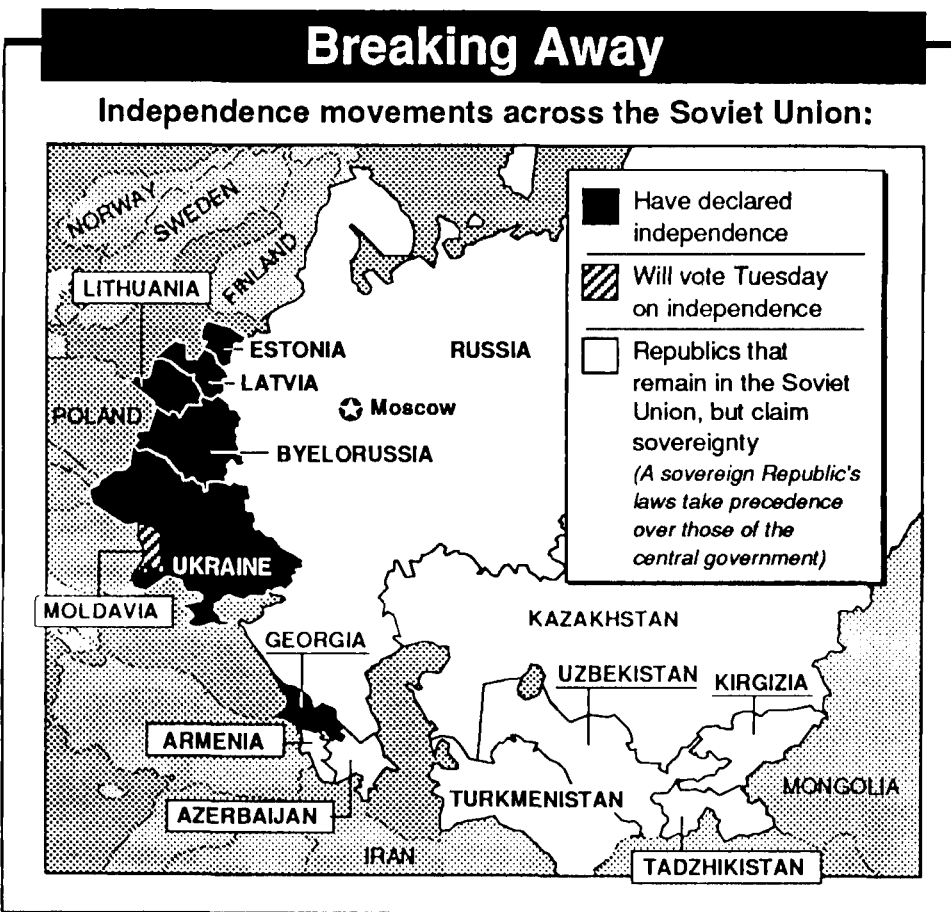 Breaking Away
Independence movements across the Soviet Union:
Have declared
independence
Will vote Tuesday
on independence
Republics that
remain in the Soviet
Union, but claim
sovereignty
(A sovereign Republic's
laws take precedence
over those of the
central government)
NORWAY
SWEDEN
FINLAND
LITHUANIA
ESTONIA
RUSSIA
LATVIA
POLAND
Moscow
BYELORUSSIA
UKRAINE
MOLDAVIA
KAZAKHSTAN
GEORGIA
UZBEKISTAN
KIRGIZIA
ARMENIA
MONGOLIA
TURKMENISTAN
AZERBAIJAN
IRAN
TADZHIKISTAN